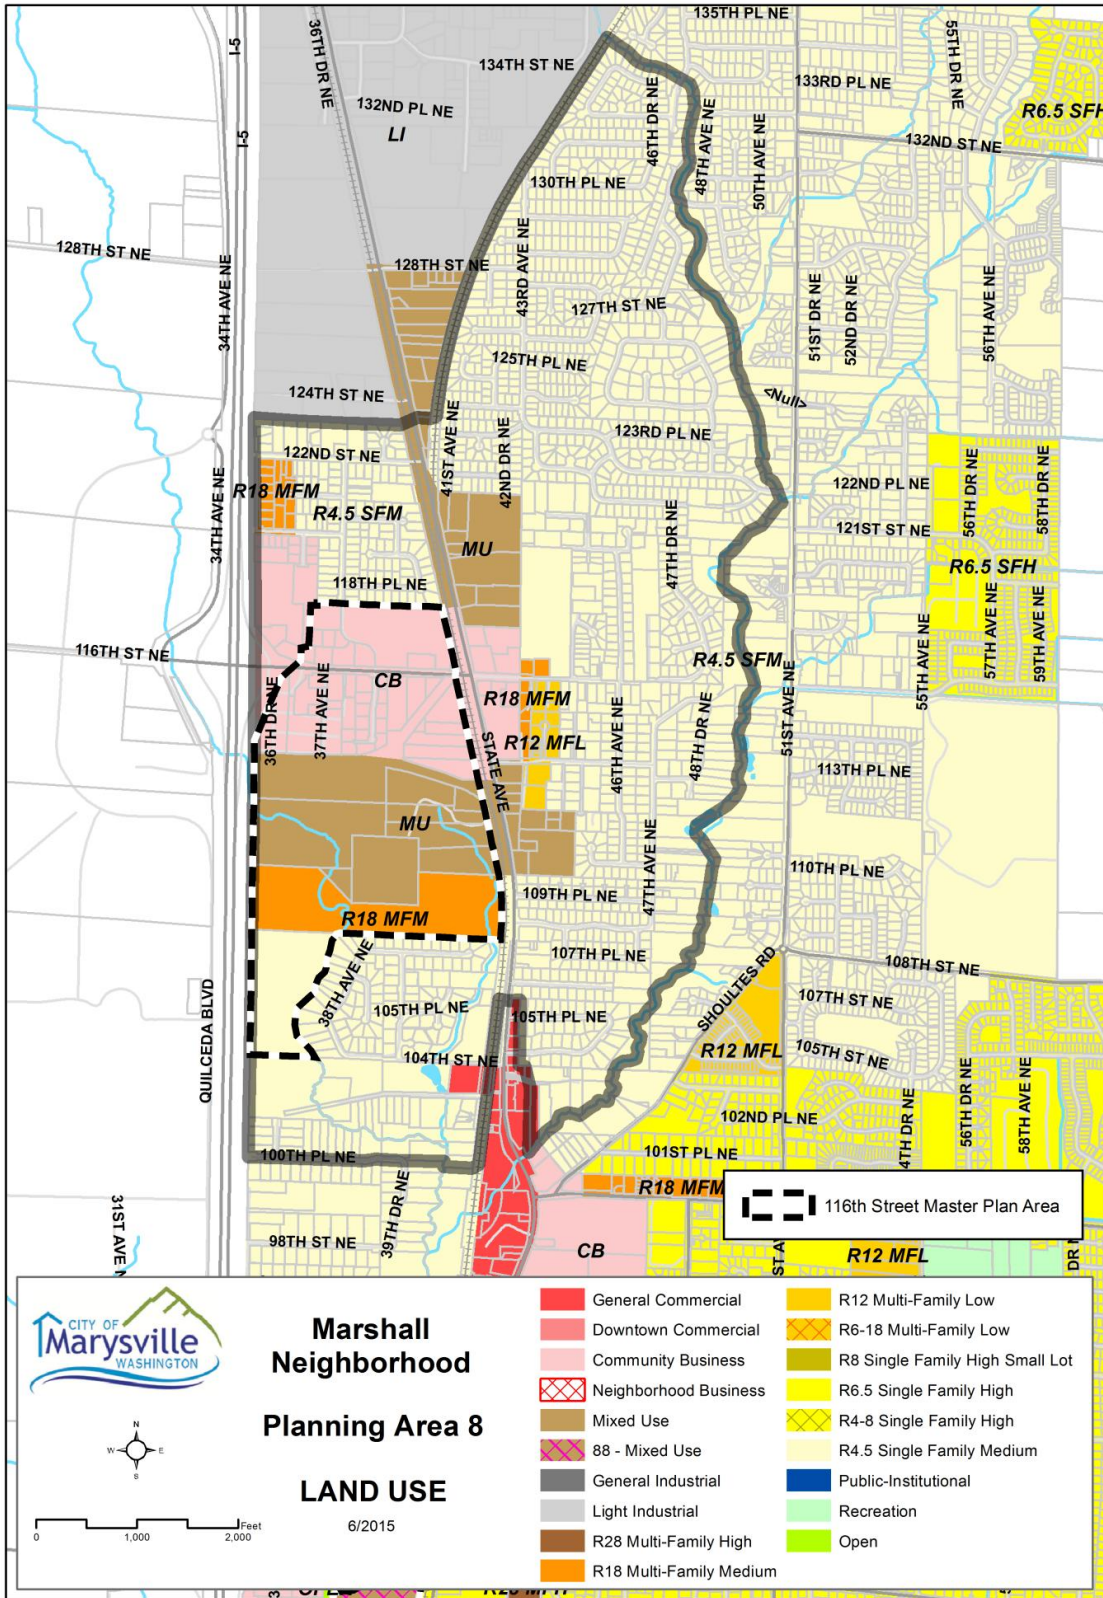 135TH PL NE
I-5
36TH DR NE
134TH ST NE
55TH DR NE
133RD PL NE
132ND PL NE
R6.5 SFH
I-5
LI
46TH DR NE
48TH AVE NE
50TH AVE NE
132ND ST NE
130TH PL NE
128TH ST NE
34TH AVE NE
128TH ST NE
43RD AVE NE
127TH ST NE
51ST DR NE
52ND DR NE
56TH AVE NE
125TH PL NE
124TH ST NE
<Null>
41ST AVE NE
42ND DR NE
123RD PL NE
122ND ST NE
34TH AVE NE
R18 MFM
R4.5 SFM
122ND PL NE
56TH DR NE
58TH DR NE
121ST ST NE
MU
47TH DR NE
R6.5 SFH
118TH PL NE
116TH ST NE
R4.5 SFM
55TH AVE NE
57TH AVE NE
59TH AVE NE
CB
R18 MFM
36TH DR NE
37TH AVE NE
R12 MFL
STATE AVE
46TH AVE NE
48TH DR NE
51ST AVE NE
113TH PL NE
MU
47TH AVE NE
110TH PL NE
109TH PL NE
R18 MFM
107TH PL NE
108TH ST NE
QUILCEDA BLVD
38TH AVE NE
105TH PL NE
105TH PL NE
SHOULTES RD
107TH ST NE
105TH ST NE
104TH ST NE
R12 MFL
102ND PL NE
4TH DR NE
56TH DR NE
58TH AVE NE
101ST PL NE
100TH PL NE
R18 MFM
31ST AVE N
39TH DR NE
98TH ST NE
CB
116th Street Master Plan Area
ST AV
R12 MFL
DR N
CITY OF
Marysville
WASHINGTON
Marshall
Neighborhood
Planning Area 8
LAND USE
6/2015
N
W E
S
0 1,000 2,000 Feet
General Commercial
Downtown Commercial
Community Business
Neighborhood Business
Mixed Use
88 - Mixed Use
General Industrial
Light Industrial
R28 Multi-Family High
R18 Multi-Family Medium
R12 Multi-Family Low
R6-18 Multi-Family Low
R8 Single Family High Small Lot
R6.5 Single Family High
R4-8 Single Family High
R4.5 Single Family Medium
Public-Institutional
Recreation
Open